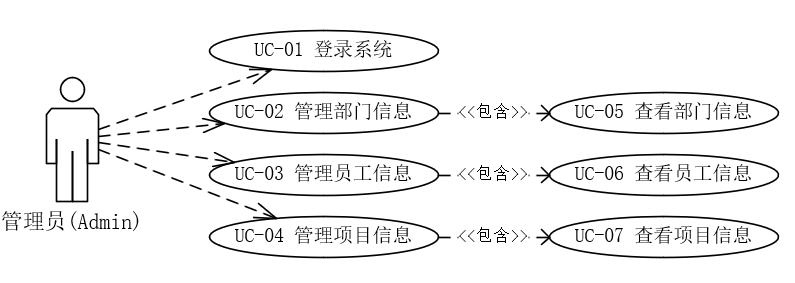 UC-01 登录系统
UC-02 管理部门信息 <<包含>> UC-05 查看部门信息
UC-03 管理员工信息 <<包含>> UC-06 查看员工信息
管理员(Admin)
UC-04 管理项目信息 <<包含>> UC-07 查看项目信息